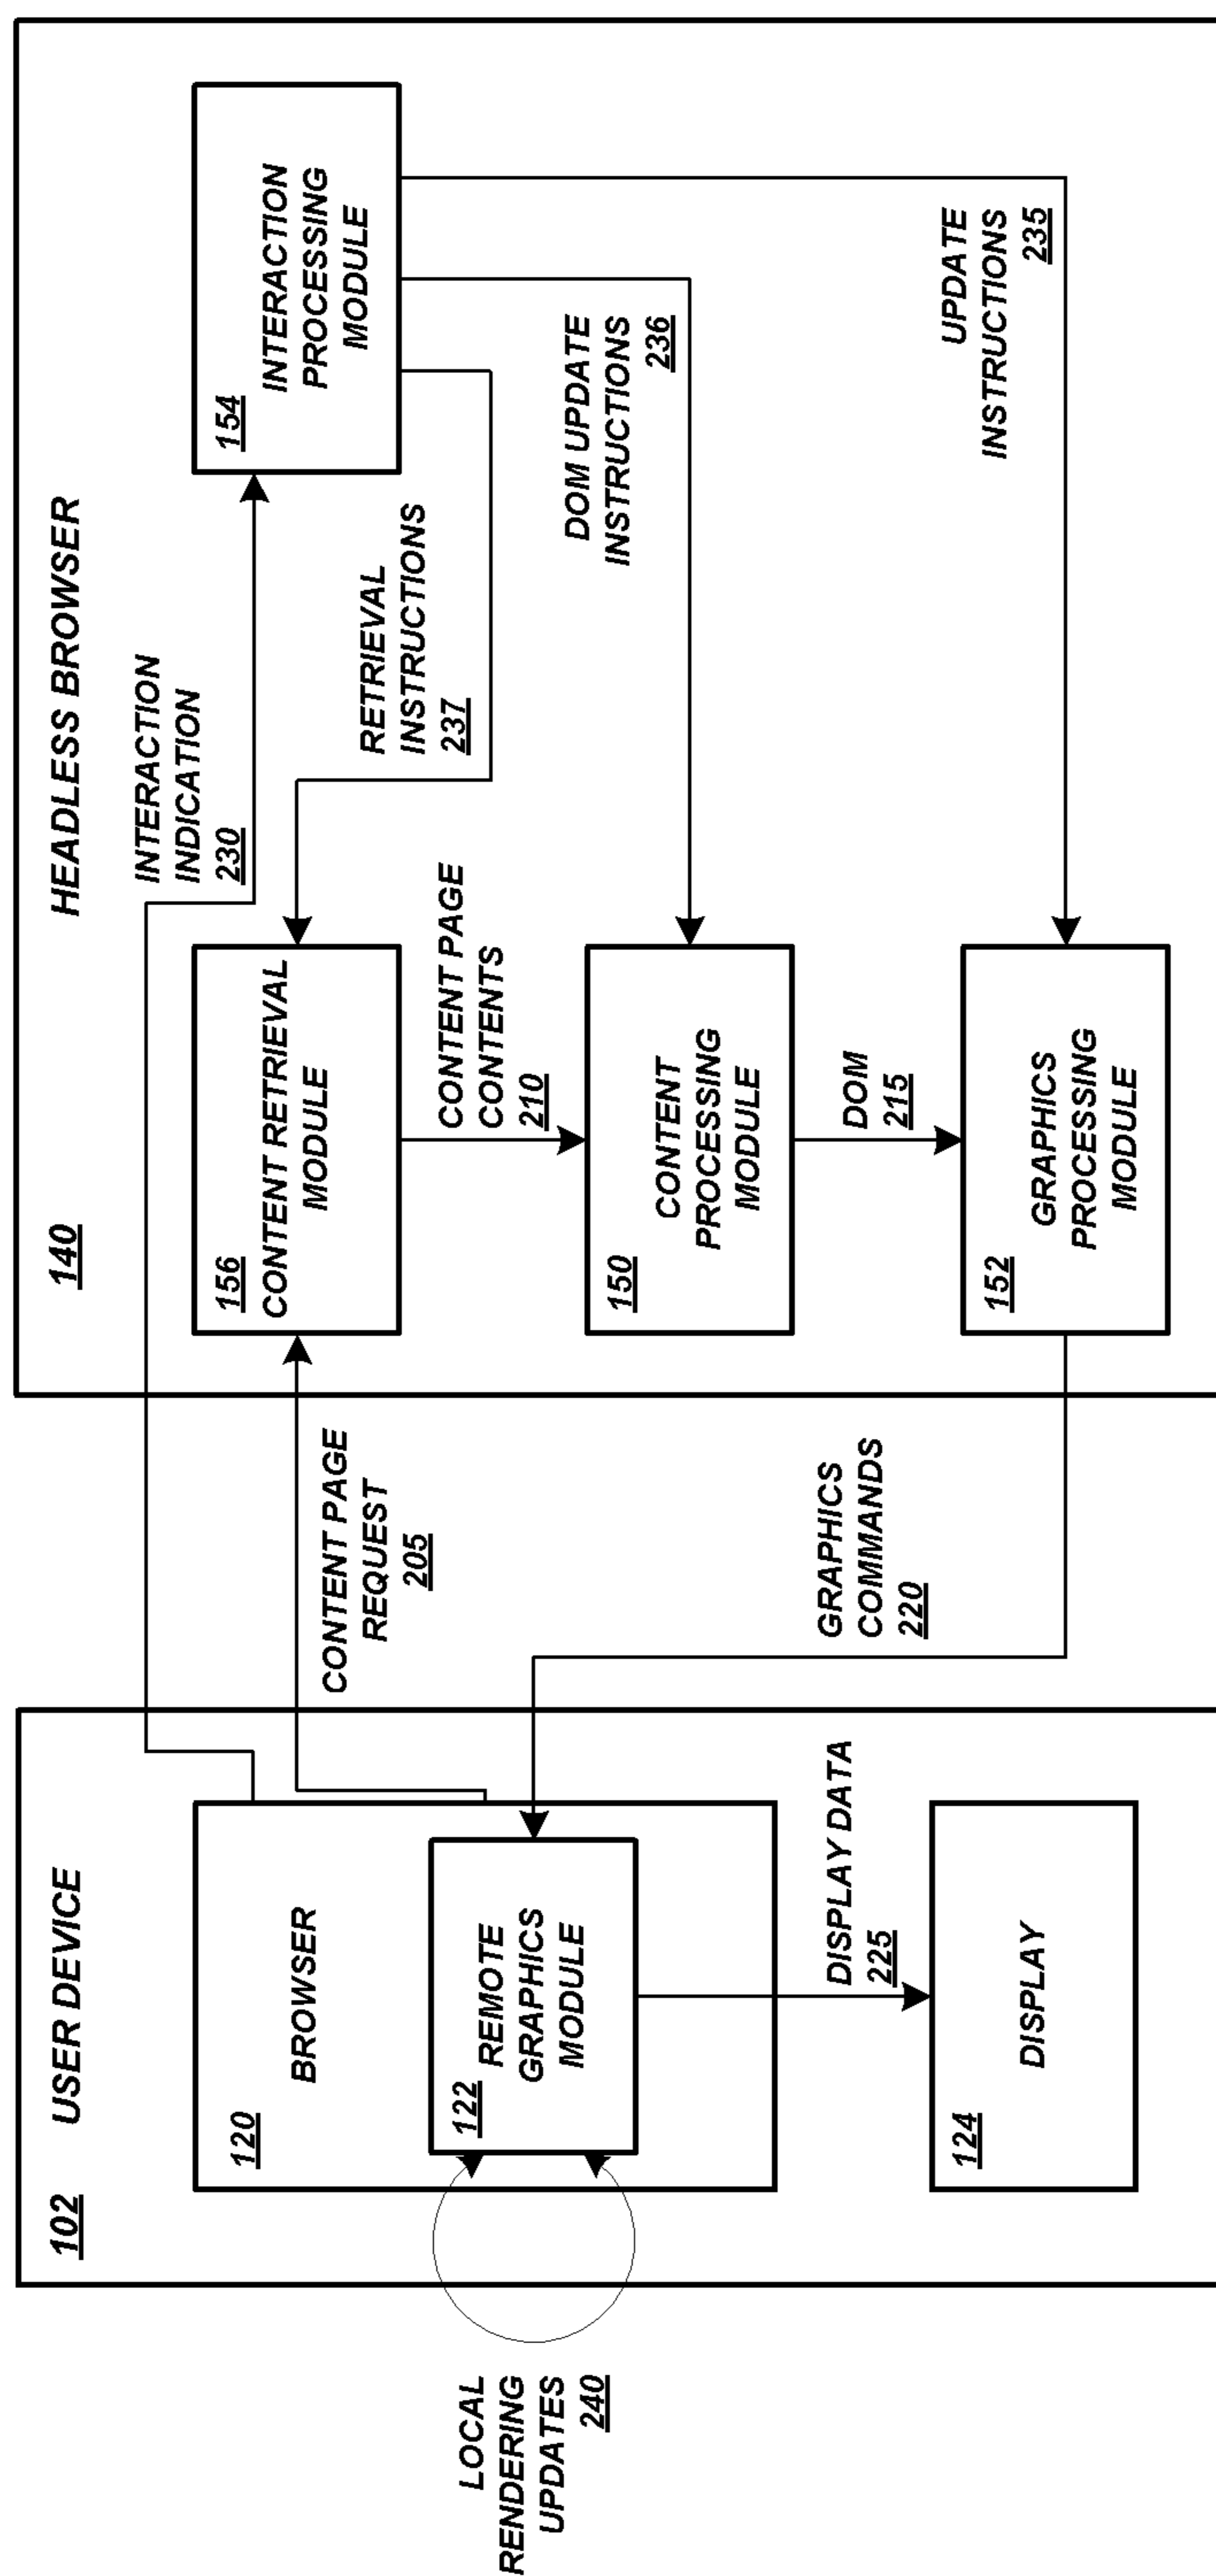 102
USER DEVICE
120
BROWSER
122
REMOTE
GRAPHICS
MODULE
LOCAL
RENDERING
UPDATES
240
DISPLAY DATA
225
124
DISPLAY
CONTENT PAGE
REQUEST
205
GRAPHICS
COMMANDS
220
140
HEADLESS BROWSER
INTERACTION
INDICATION
230
156
CONTENT RETRIEVAL
MODULE
RETRIEVAL
INSTRUCTIONS
237
154
INTERACTION
PROCESSING
MODULE
CONTENT PAGE
CONTENTS
210
DOM UPDATE
INSTRUCTIONS
236
150
CONTENT
PROCESSING
MODULE
DOM
215
UPDATE
INSTRUCTIONS
235
152
GRAPHICS
PROCESSING
MODULE